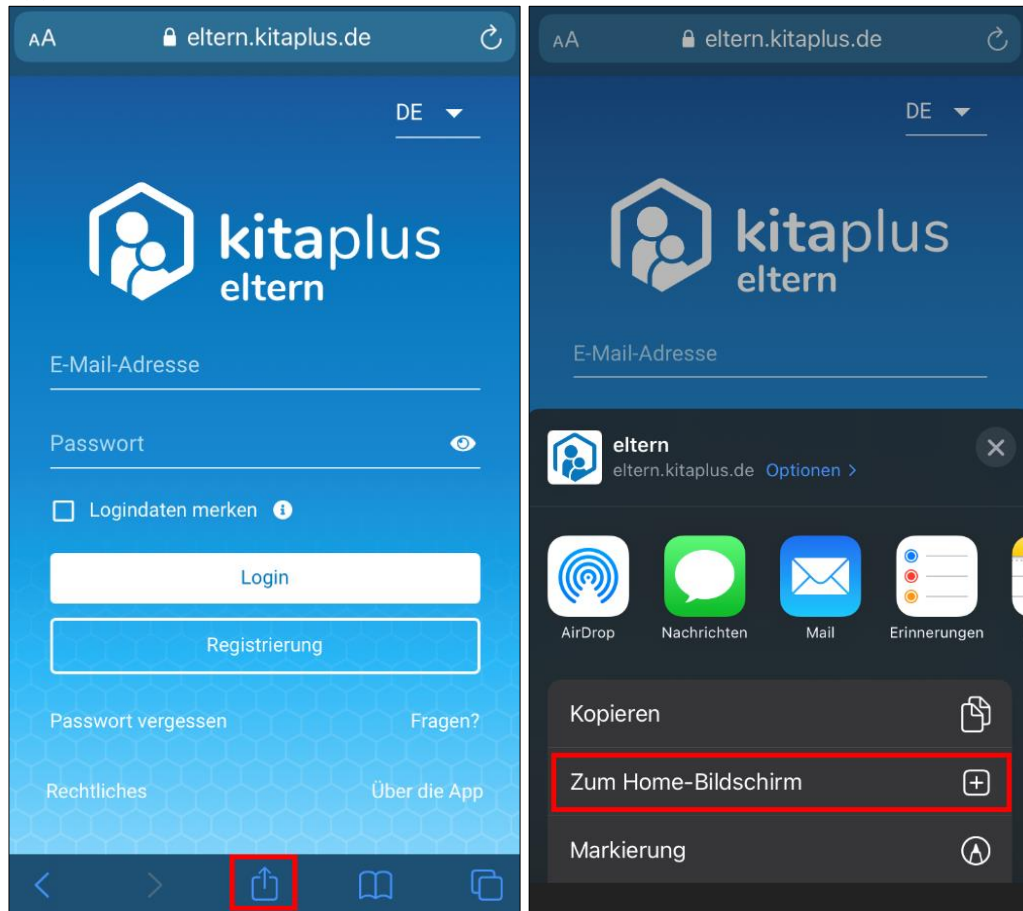 AA eltern.kitaplus.de
DE
kitaplus
eltern
E-Mail-Adresse
Passwort
Logindaten merken
Login
Registrierung
Passwort vergessen Fragen?
Rechtliches Über die App
AA eltern.kitaplus.de
DE
kitaplus
eltern
E-Mail-Adresse
eltern
eltern.kitaplus.de Optionen >
AirDrop Nachrichten Mail Erinnerungen
Kopieren
Zum Home-Bildschirm
Markierung